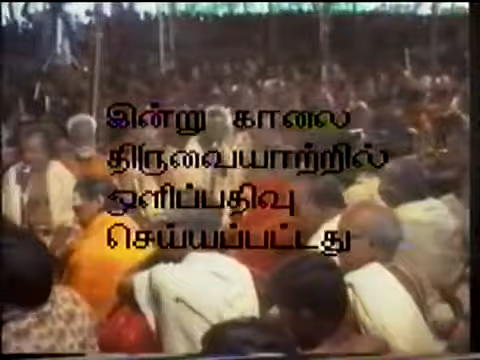 இன்று காலை
திருவையாற்றில்
ஒளிப்பதிவு
செய்யப்பட்டது